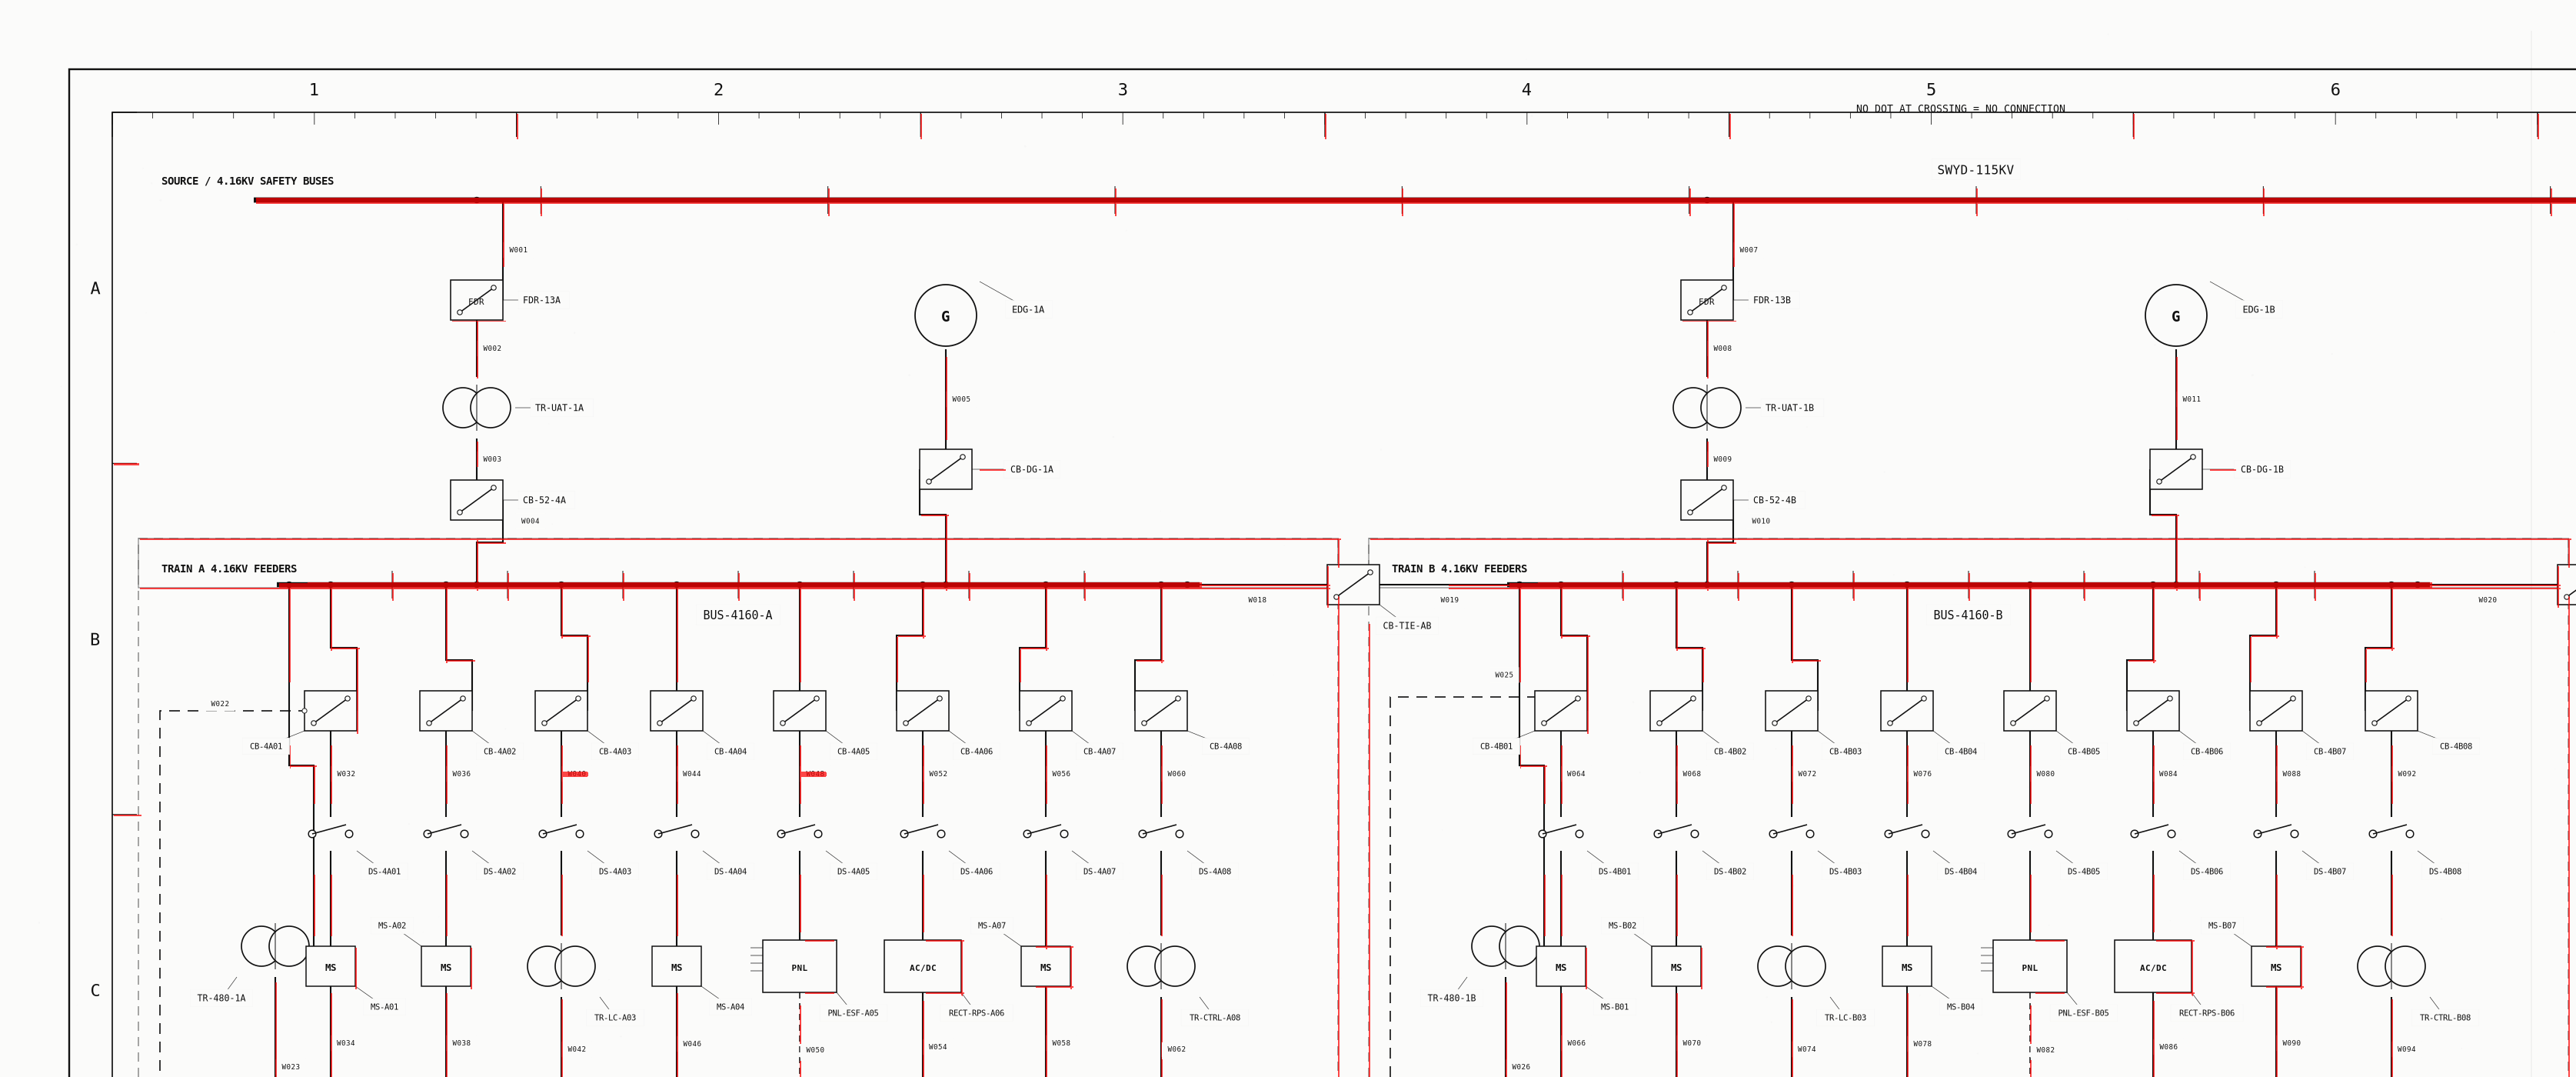 1 2 3 4 5 6
NO DOT AT CROSSING = NO CONNECTION
SWYD-115KV
SOURCE / 4.16KV SAFETY BUSES
W001 W007
A
FDR FDR-13A FDR FDR-13B
G EDG-1A G EDG-1B
W002 W008
W005 W011
TR-UAT-1A TR-UAT-1B
W003 W009
CB-DG-1A CB-DG-1B
CB-52-4A CB-52-4B
W004 W010
TRAIN A 4.16KV FEEDERS TRAIN B 4.16KV FEEDERS
W018 W019 W020
BUS-4160-A BUS-4160-B
CB-TIE-AB
B
W025
W022
CB-4A01 CB-4B01
CB-4A02 CB-4A03 CB-4A04 CB-4A05 CB-4A06 CB-4A07 CB-4A08 CB-4B02 CB-4B03 CB-4B04 CB-4B05 CB-4B06 CB-4B07 CB-4B08
W032 W036 W040 W044 W048 W052 W056 W060 W064 W068 W072 W076 W080 W084 W088 W092
DS-4A01 DS-4A02 DS-4A03 DS-4A04 DS-4A05 DS-4A06 DS-4A07 DS-4A08 DS-4B01 DS-4B02 DS-4B03 DS-4B04 DS-4B05 DS-4B06 DS-4B07 DS-4B08
MS-A02 MS-A07 MS-B02 MS-B07
MS MS MS PNL AC/DC MS MS MS MS PNL AC/DC MS
C
TR-480-1A TR-480-1B
MS-A01 MS-A04 MS-B01 MS-B04
PNL-ESF-A05 RECT-RPS-A06 PNL-ESF-B05 RECT-RPS-B06
TR-LC-A03 TR-CTRL-A08 TR-LC-B03 TR-CTRL-B08
W034 W038 W042 W046 W050 W054 W058 W062 W066 W070 W074 W078 W082 W086 W090 W094
W023 W026